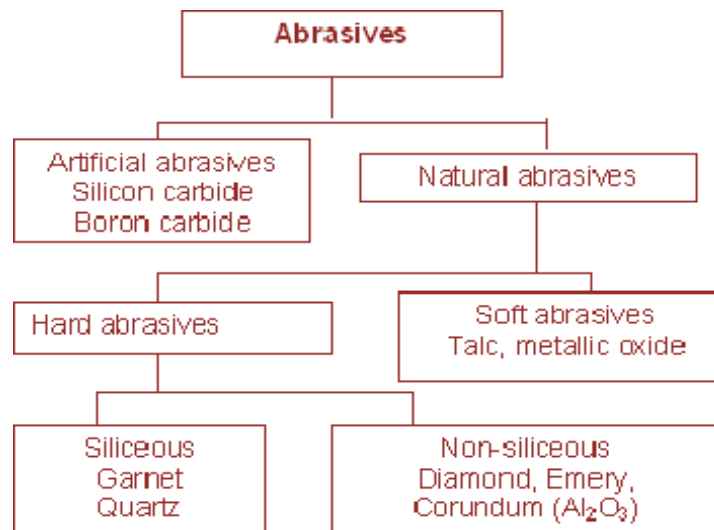 Abrasives
Artificial abrasives
Silicon carbide
Boron carbide
Natural abrasives
Hard abrasives
Soft abrasives
Talc, metallic oxide
Siliceous
Garnet
Quartz
Non-siliceous
Diamond, Emery,
Corundum (Al₂O₃)